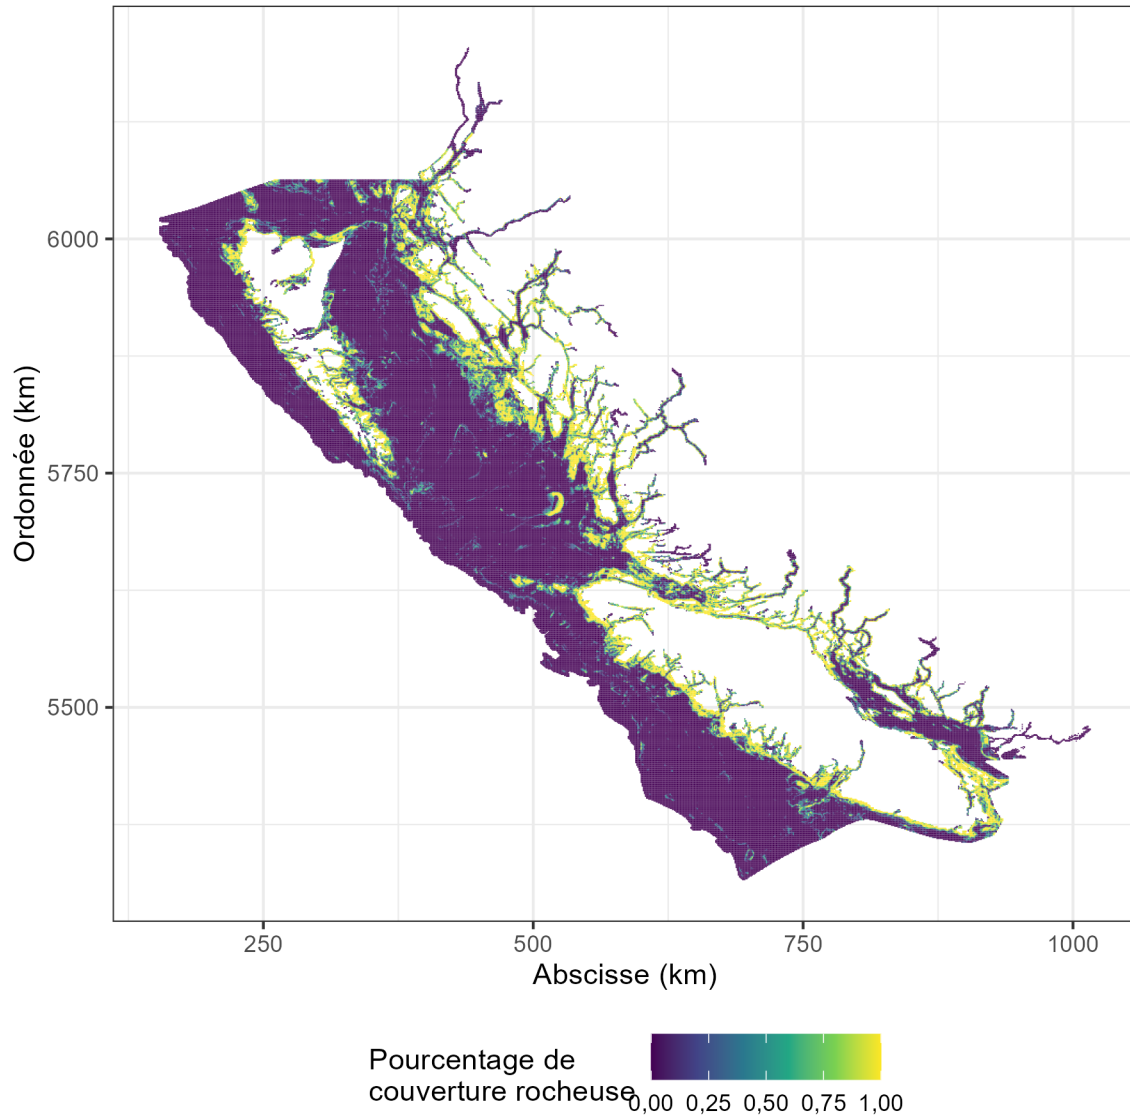 6000
5750
5500
Ordonnée (km)
250 500 750 1000
Abscisse (km)
Pourcentage de
couverture rocheuse
0,00 0,25 0,50 0,75 1,00